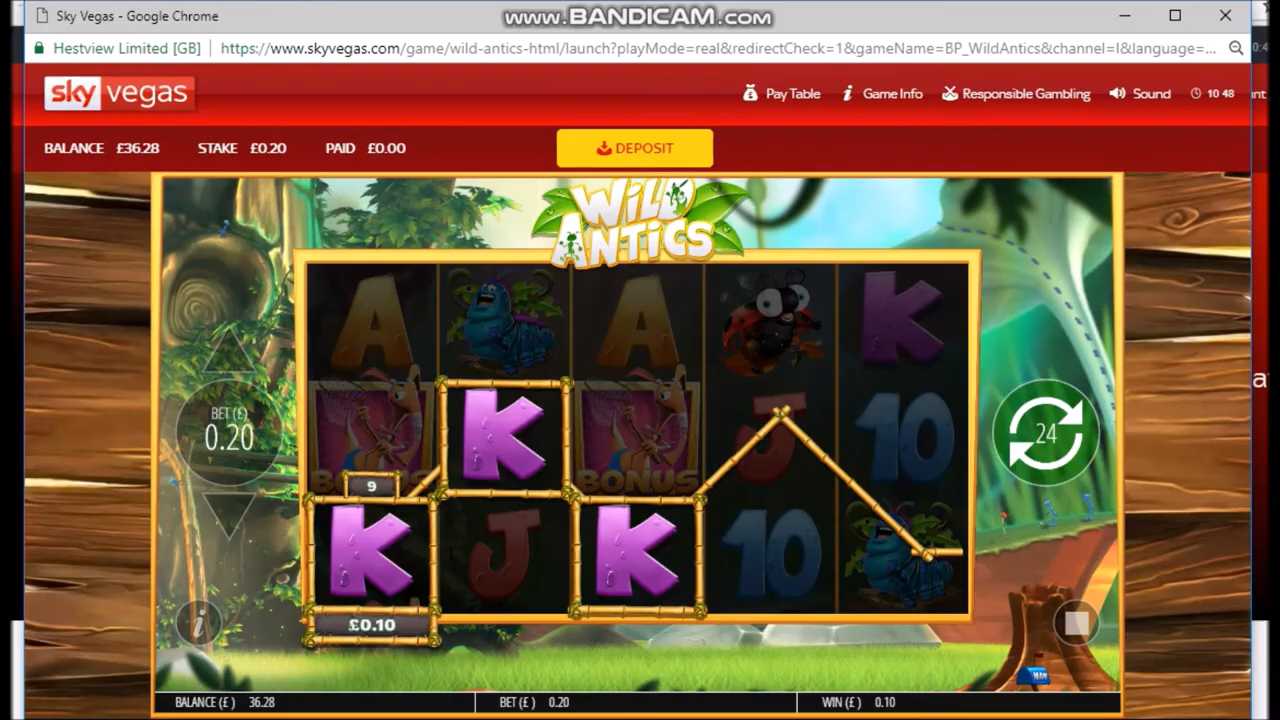 Sky Vegas - Google Chrome
www.BANDICAM.com
Hestview Limited [GB] https://www.skyvegas.com/game/wild-antics-html/launch?playMode=real&redirectCheck=1&gameName=BP_WildAntics&channel=I&language=...
sky vegas
Pay Table
Game Info
Responsible Gambling
Sound
10 48
BALANCE £36.28 STAKE £0.20 PAID £0.00
DEPOSIT
WILD
ANTICS
A A K
BET (£)
0.20
K J 10
BONUS BONUS
24
9
K J K 10
£0.10
BALANCE (£) 36.28 BET (£) 0.20 WIN (£) 0.10